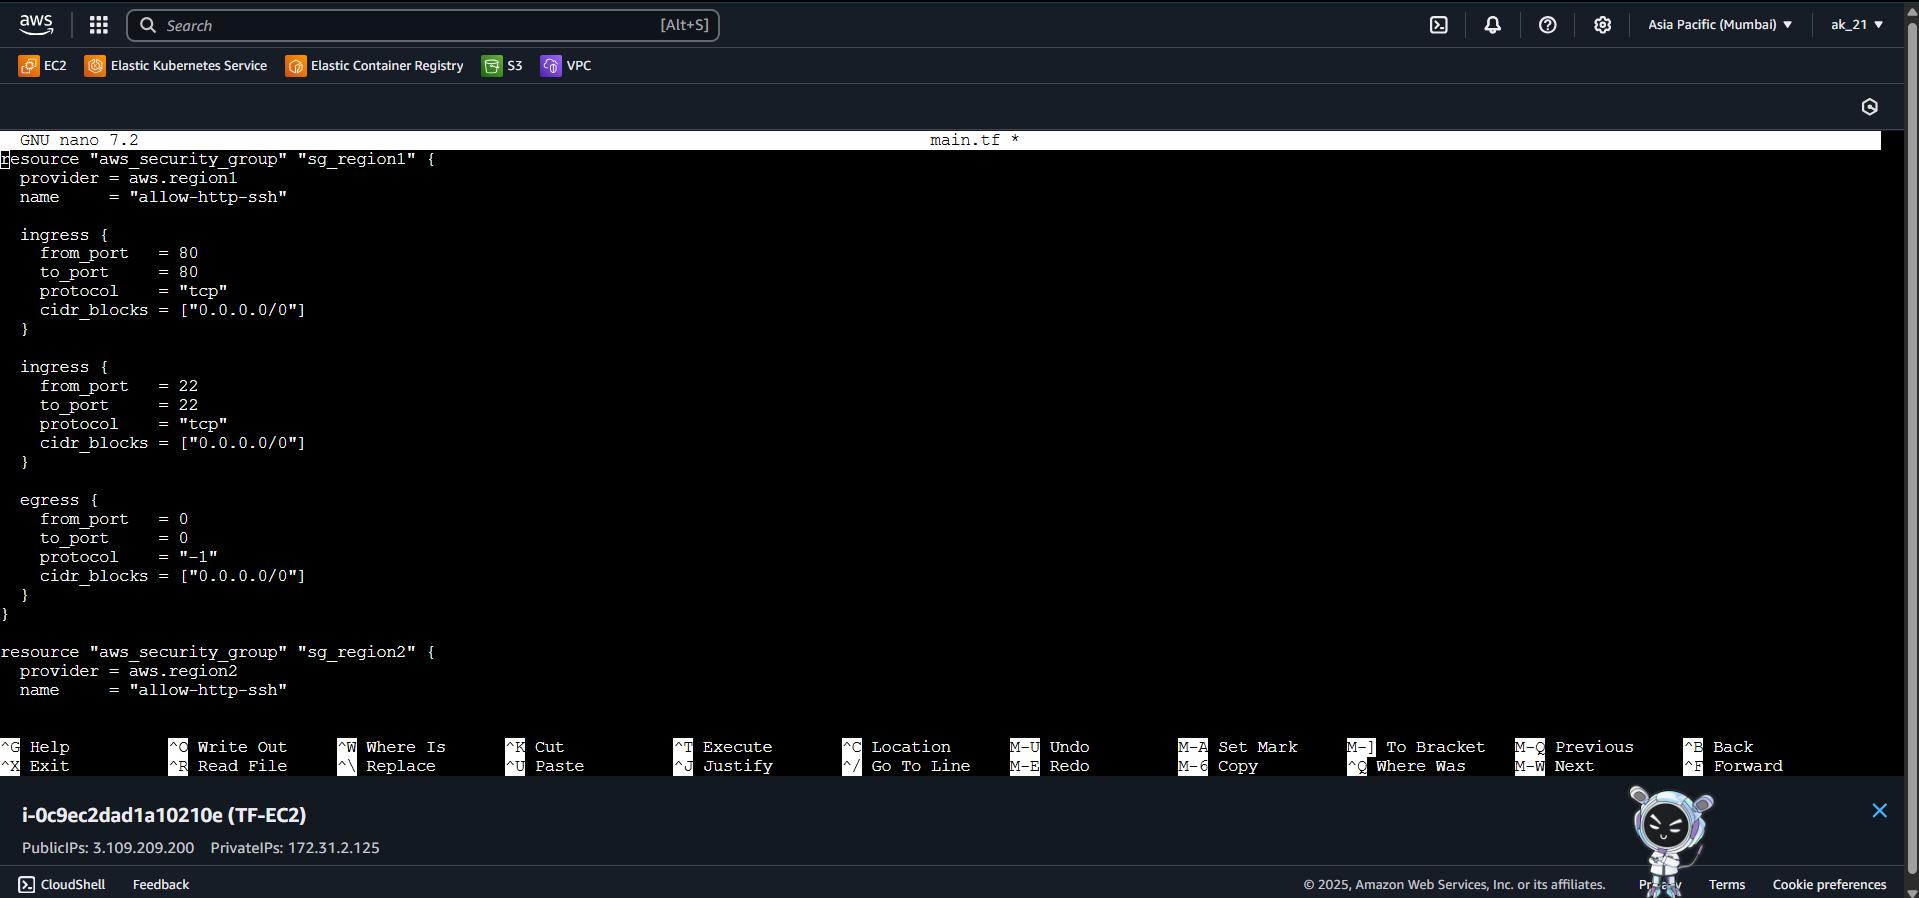 aws Search [Alt+S] Asia Pacific (Mumbai) ak_21
EC2 Elastic Kubernetes Service Elastic Container Registry S3 VPC
GNU nano 7.2 main.tf *
resource "aws_security_group" "sg_region1" {
  provider = aws.region1
  name     = "allow-http-ssh"
  ingress {
    from_port   = 80
    to_port     = 80
    protocol    = "tcp"
    cidr_blocks = ["0.0.0.0/0"]
  }
  ingress {
    from_port   = 22
    to_port     = 22
    protocol    = "tcp"
    cidr_blocks = ["0.0.0.0/0"]
  }
  egress {
    from_port   = 0
    to_port     = 0
    protocol    = "-1"
    cidr_blocks = ["0.0.0.0/0"]
  }
}
resource "aws_security_group" "sg_region2" {
  provider = aws.region2
  name     = "allow-http-ssh"
^G Help ^O Write Out ^W Where Is ^K Cut ^T Execute ^C Location M-U Undo M-A Set Mark M-] To Bracket M-Q Previous ^B Back
^X Exit ^R Read File ^\ Replace ^U Paste ^J Justify ^/ Go To Line M-E Redo M-6 Copy ^Q Where Was M-W Next ^F Forward
i-0c9ec2dad1a10210e (TF-EC2)
PublicIPs: 3.109.209.200 PrivateIPs: 172.31.2.125
CloudShell Feedback © 2025, Amazon Web Services, Inc. or its affiliates. Terms Cookie preferences